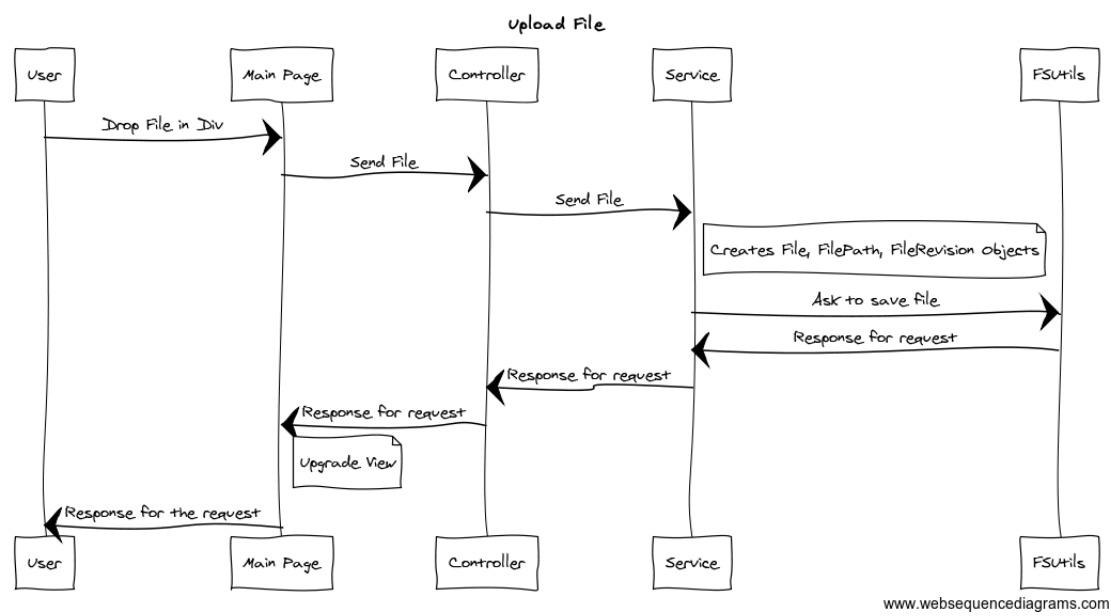 Upload File
User
Main Page
Controller
Service
FSUtils
Drop File in Div
Send File
Send File
Creates File, FilePath, FileRevision Objects
Ask to save file
Response for request
Response for request
Response for request
Upgrade View
Response for the request
User
Main Page
Controller
Service
FSUtils
www.websequencediagrams.com